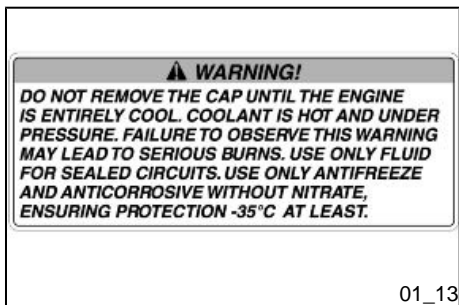 WARNING!
DO NOT REMOVE THE CAP UNTIL THE ENGINE
IS ENTIRELY COOL. COOLANT IS HOT AND UNDER
PRESSURE. FAILURE TO OBSERVE THIS WARNING
MAY LEAD TO SERIOUS BURNS. USE ONLY FLUID
FOR SEALED CIRCUITS. USE ONLY ANTIFREEZE
AND ANTICORROSIVE WITHOUT NITRATE,
ENSURING PROTECTION -35°C AT LEAST.
01_13